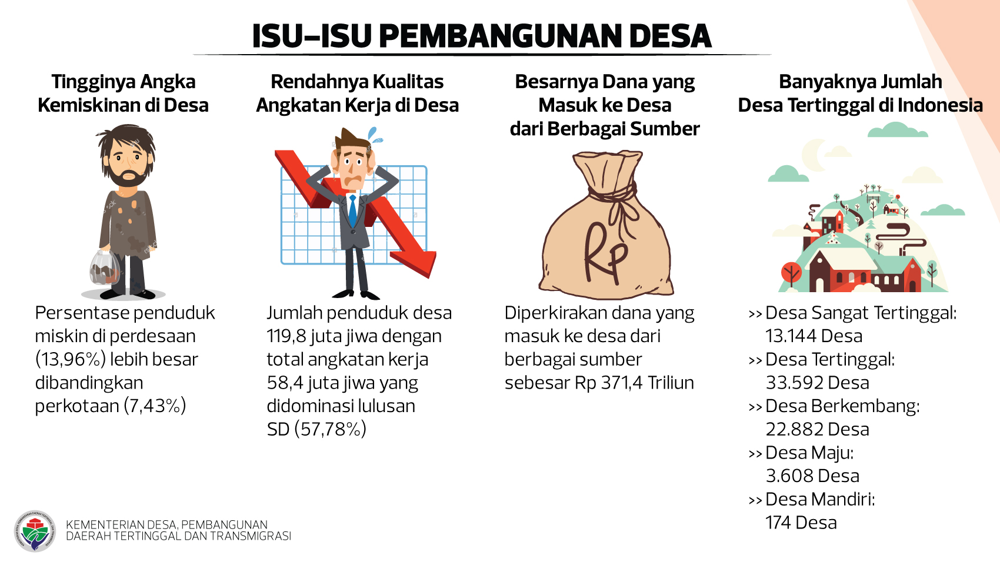 ISU-ISU PEMBANGUNAN DESA
Tingginya Angka
Kemiskinan di Desa
Persentase penduduk
miskin di perdesaan
(13,96%) lebih besar
dibandingkan
perkotaan (7,43%)
Rendahnya Kualitas
Angkatan Kerja di Desa
Jumlah penduduk desa
119,8 juta jiwa dengan
total angkatan kerja
58,4 juta jiwa yang
didominasi lulusan
SD (57,78%)
Besarnya Dana yang
Masuk ke Desa
dari Berbagai Sumber
Rp
Diperkirakan dana yang
masuk ke desa dari
berbagai sumber
sebesar Rp 371,4 Triliun
Banyaknya Jumlah
Desa Tertinggal di Indonesia
>> Desa Sangat Tertinggal:
13.144 Desa
>> Desa Tertinggal:
33.592 Desa
>> Desa Berkembang:
22.882 Desa
>> Desa Maju:
3.608 Desa
>> Desa Mandiri:
174 Desa
KEMENTERIAN DESA, PEMBANGUNAN
DAERAH TERTINGGAL DAN TRANSMIGRASI